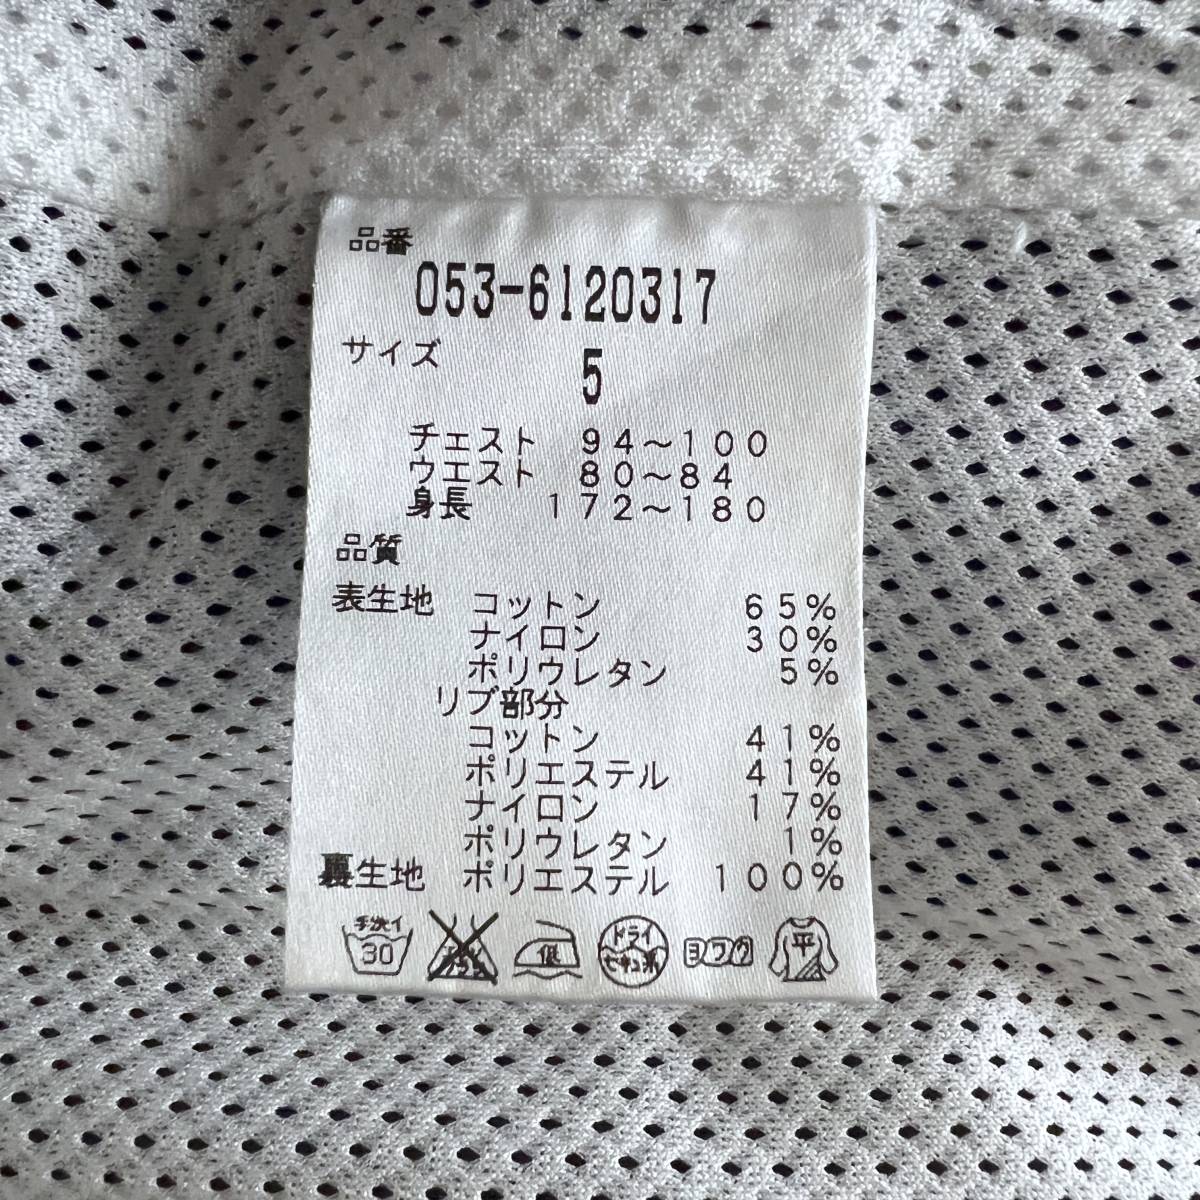 品番
053-6120317
サイズ 5
チェスト 94～100
ウエスト 80～84
身長 172～180
品質
表生地 コットン 65%
ナイロン 30%
ポリウレタン 5%
リブ部分
コットン 41%
ポリエステル 41%
ナイロン 17%
ポリウレタン 1%
裏生地 ポリエステル 100%
手洗イ 30 低 ドライ セキユ系 ヨワク 平